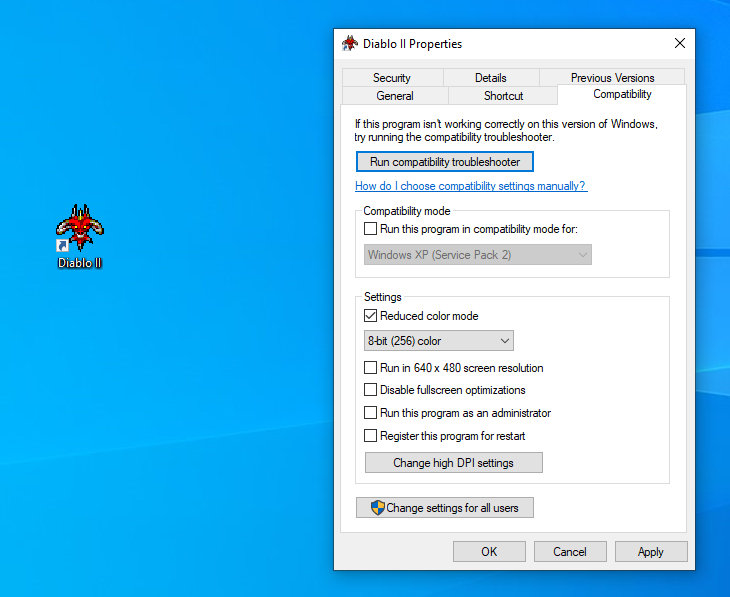 Diablo II Properties
Security Details Previous Versions
General Shortcut Compatibility
If this program isn't working correctly on this version of Windows,
try running the compatibility troubleshooter.
Run compatibility troubleshooter
How do I choose compatibility settings manually?
Compatibility mode
Run this program in compatibility mode for:
Windows XP (Service Pack 2)
Settings
Reduced color mode
8-bit (256) color
Run in 640 x 480 screen resolution
Disable fullscreen optimizations
Run this program as an administrator
Register this program for restart
Change high DPI settings
Change settings for all users
OK Cancel Apply
Diablo II